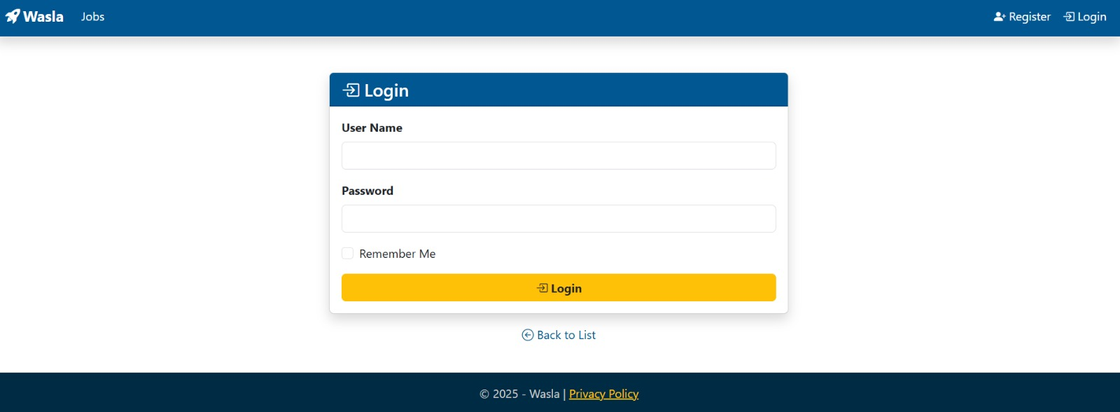 Wasla Jobs Register Login
Login
User Name
Password
Remember Me
Login
Back to List
© 2025 - Wasla | Privacy Policy